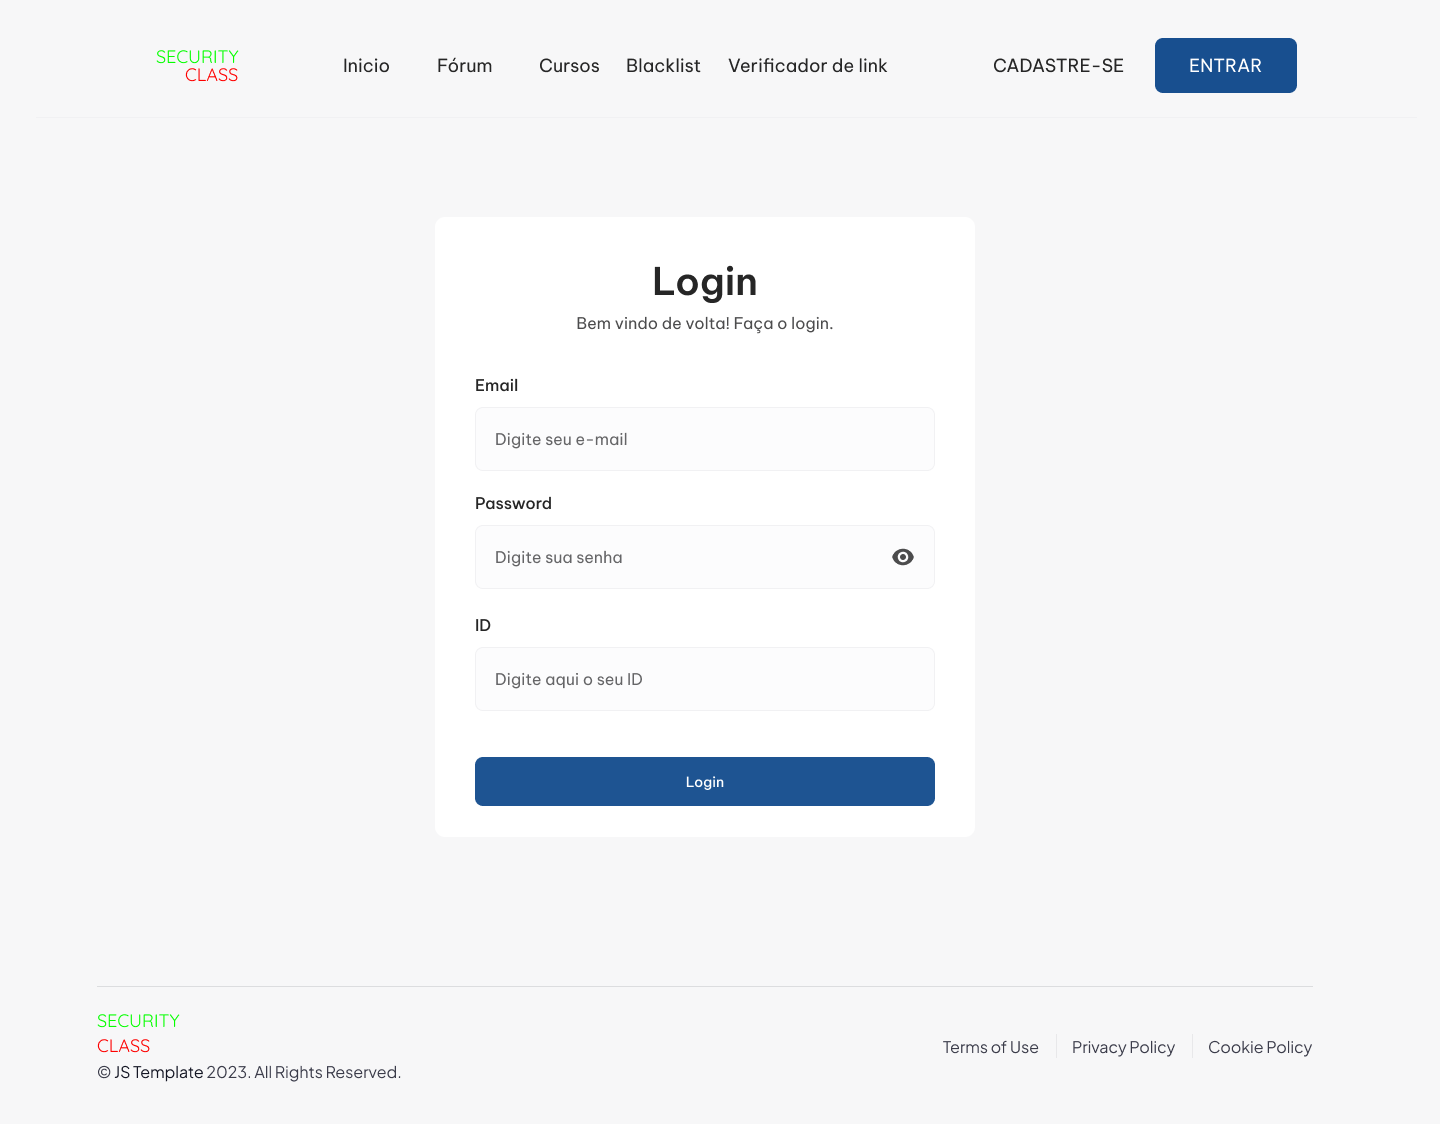 SECURITY
CLASS
Inicio
Fórum
Cursos
Blacklist
Verificador de link
CADASTRE-SE
ENTRAR
Login
Bem vindo de volta! Faça o login.
Email
Digite seu e-mail
Password
Digite sua senha
ID
Digite aqui o seu ID
Login
SECURITY
CLASS
© JS Template 2023. All Rights Reserved.
Terms of Use
Privacy Policy
Cookie Policy